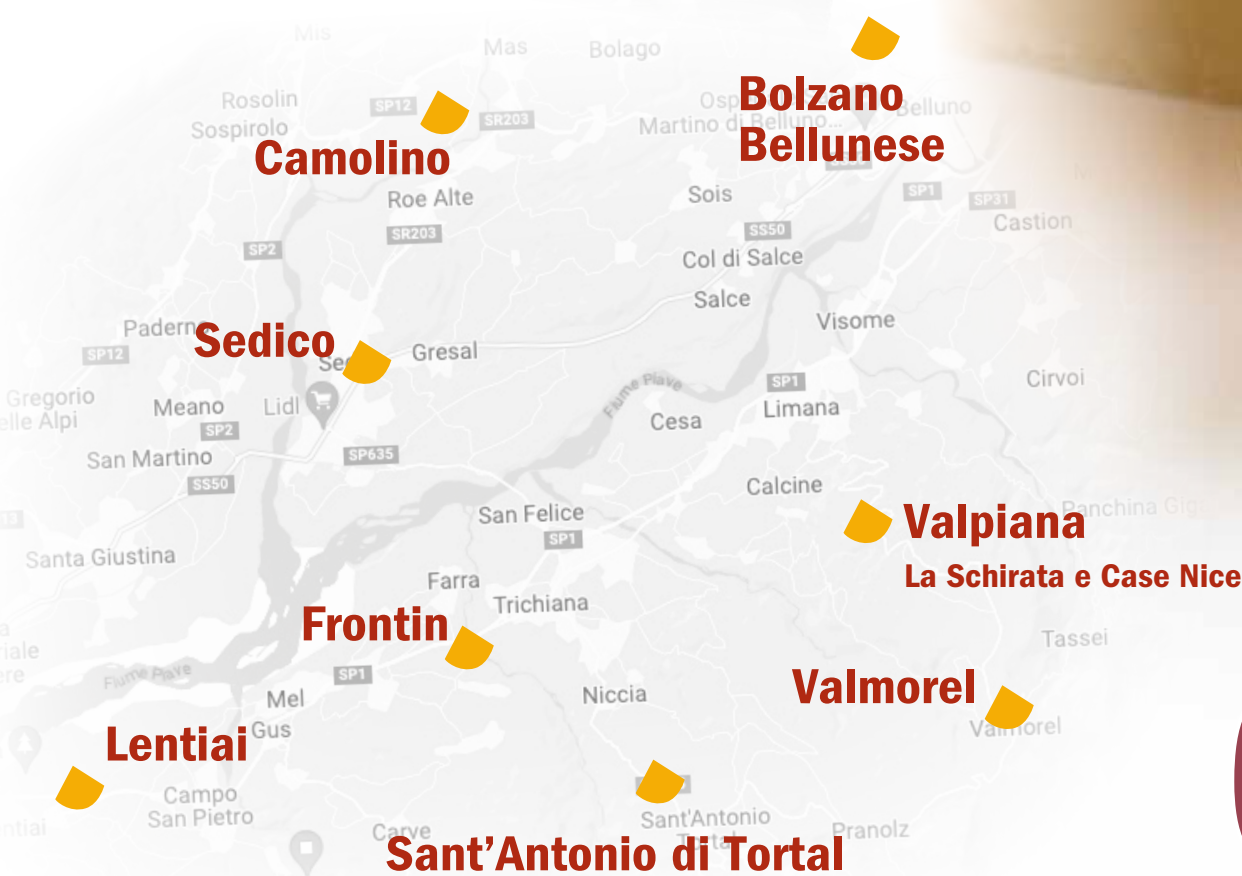 Mis
Mas
Bolago
Bolzano
Bellunese
Rosolin
SP12
SR203
Belluno
Sospirolo
Martino di Belluno...
Camolino
Roe Alte
Sois
SP1
SP31
Castion
SR203
SP2
SS50
Col di Salce
Salce
Visome
Sedico
SP12
Gresal
Fiume Piave
SP1
Cirvoi
Gregorio
elle Alpi
Meano
Lidl
Limana
SP2
Cesa
San Martino
SP635
SS50
Calcine
San Felice
SP1
Valpiana
La Schirata e Case Nice
Santa Giustina
Farra
Trichiana
Frontin
Tassei
Fiume Piave
SP1
Mel
Niccia
Valmorel
Valmorel
Gus
Lentiai
Campo
San Pietro
Sant'Antonio
Carve
Pranolz
Sant’Antonio di Tortal